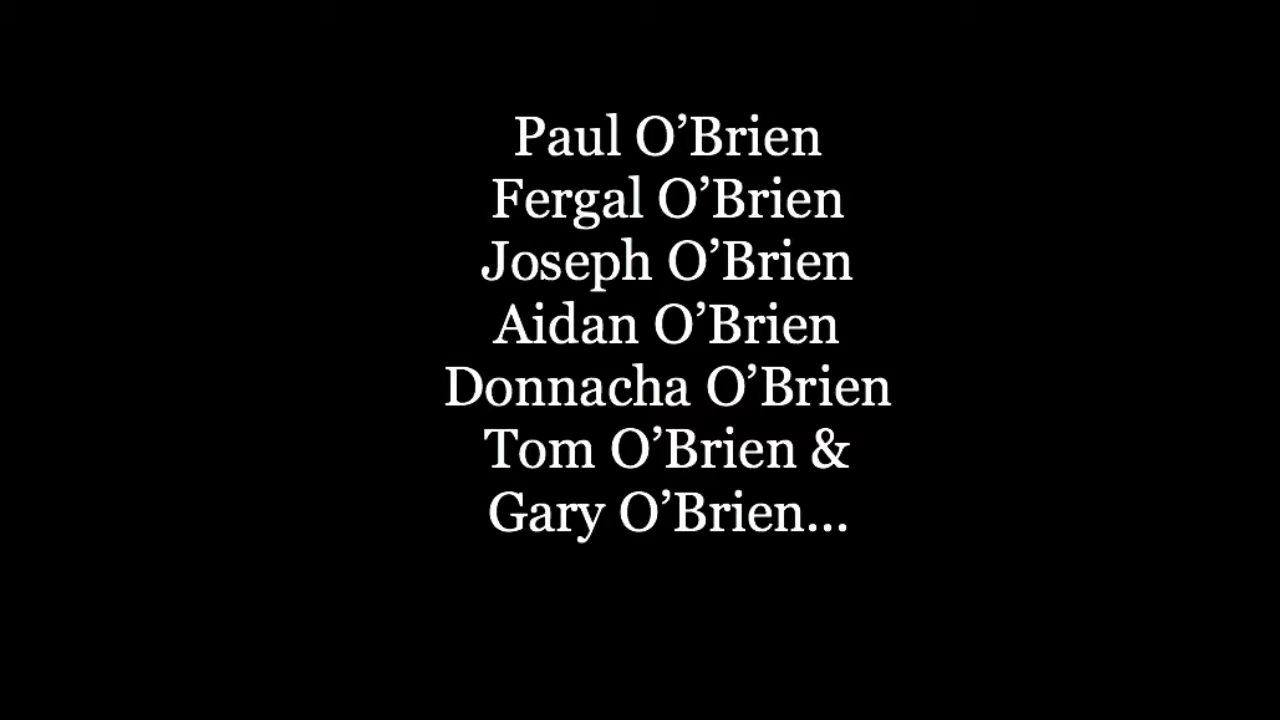 Paul O’Brien
Fergal O’Brien
Joseph O’Brien
Aidan O’Brien
Donnacha O’Brien
Tom O’Brien &
Gary O’Brien...